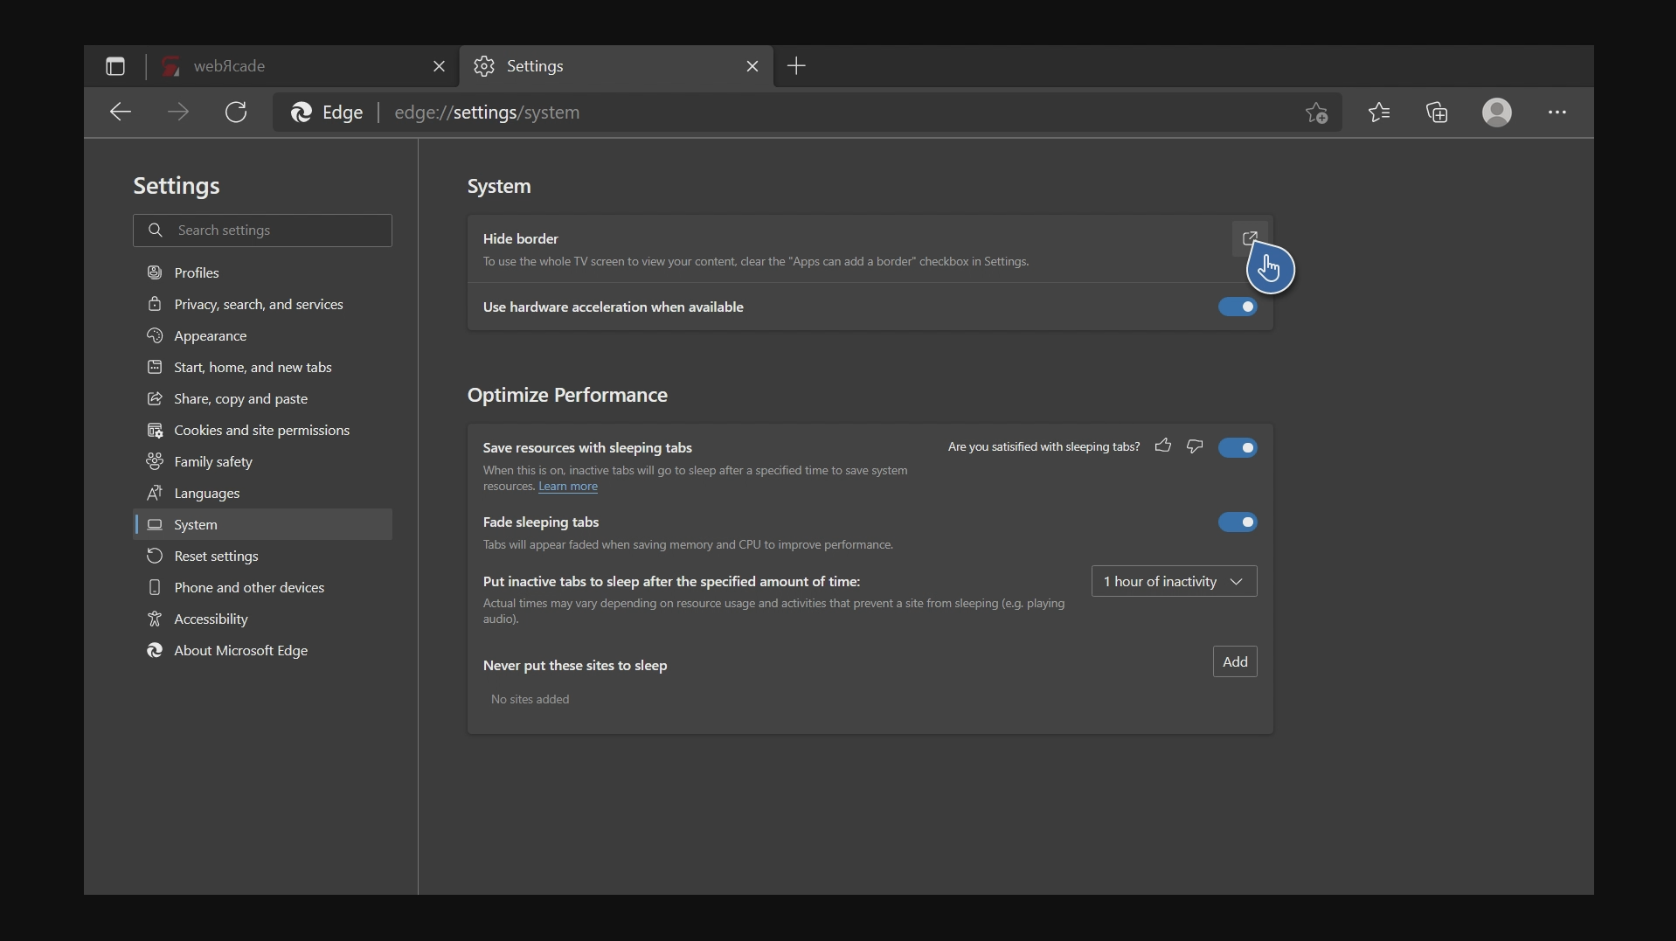 webЯcade
Settings
Edge
edge://settings/system
Settings
Search settings
Profiles
Privacy, search, and services
Appearance
Start, home, and new tabs
Share, copy and paste
Cookies and site permissions
Family safety
Languages
System
Reset settings
Phone and other devices
Accessibility
About Microsoft Edge
System
Hide border
To use the whole TV screen to view your content, clear the "Apps can add a border" checkbox in Settings.
Use hardware acceleration when available
Optimize Performance
Save resources with sleeping tabs
Are you satisified with sleeping tabs?
When this is on, inactive tabs will go to sleep after a specified time to save system
resources. Learn more
Fade sleeping tabs
Tabs will appear faded when saving memory and CPU to improve performance.
Put inactive tabs to sleep after the specified amount of time:
1 hour of inactivity
Actual times may vary depending on resource usage and activities that prevent a site from sleeping (e.g. playing
audio).
Never put these sites to sleep
Add
No sites added